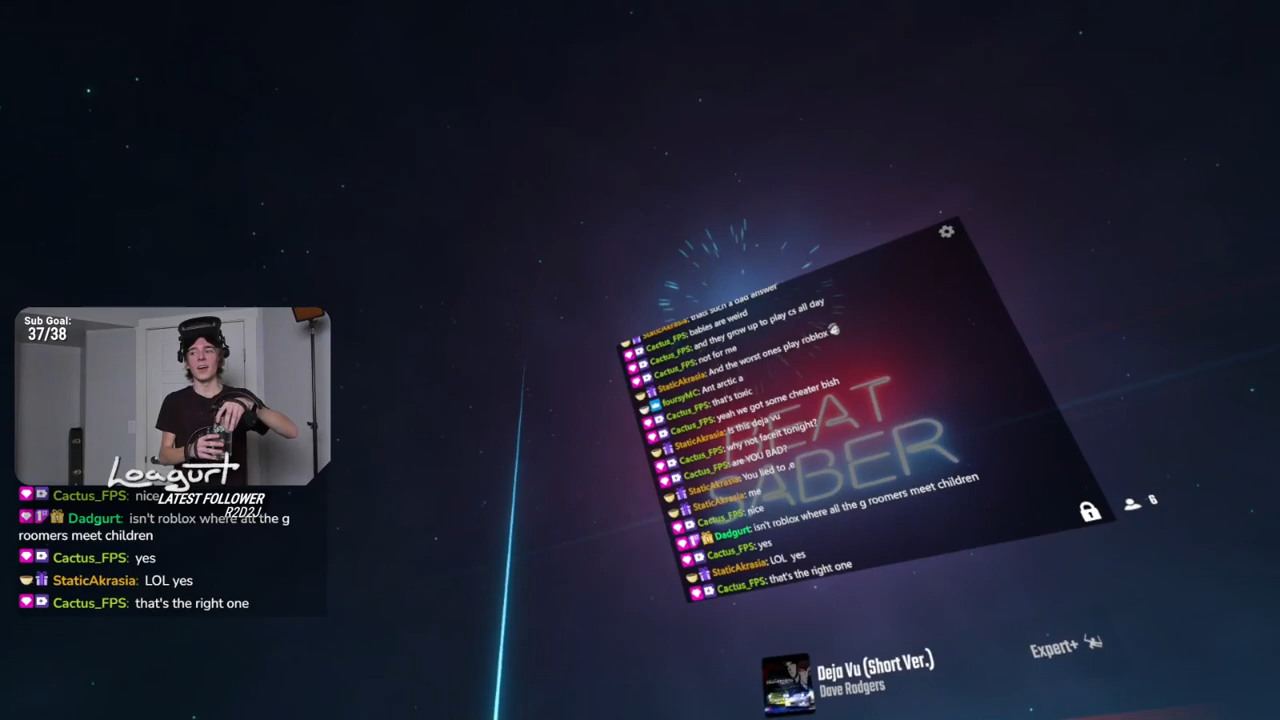 Sub Goal:
37/38
Loagurt
LATEST FOLLOWER
R2D2J
Cactus_FPS: nice
Dadgurt: isn't roblox where all the g
roomers meet children
Cactus_FPS: yes
StaticAkrasia: LOL yes
Cactus_FPS: that's the right one
StaticAkrasia: thats such a bad answer
Cactus_FPS: babies are weird
Cactus_FPS: and they grow up to play cs all day
Cactus_FPS: not for me
StaticAkrasia: And the worst ones play roblox
foursyMC: Ant arctic a
Cactus_FPS: that's toxic
Cactus_FPS: yeah we got some cheater bish
StaticAkrasia: Is this deja vu
Cactus_FPS: why not faceit tonight?
Cactus_FPS: are YOU BAD?
StaticAkrasia: You lied to ,e
StaticAkrasia: me
Cactus_FPS: nice
Dadgurt: isn't roblox where all the g roomers meet children
Cactus_FPS: yes
StaticAkrasia: LOL yes
Cactus_FPS: that's the right one
BEAT
SABER
6
Deja Vu (Short Ver.)
Dave Rodgers
Expert+